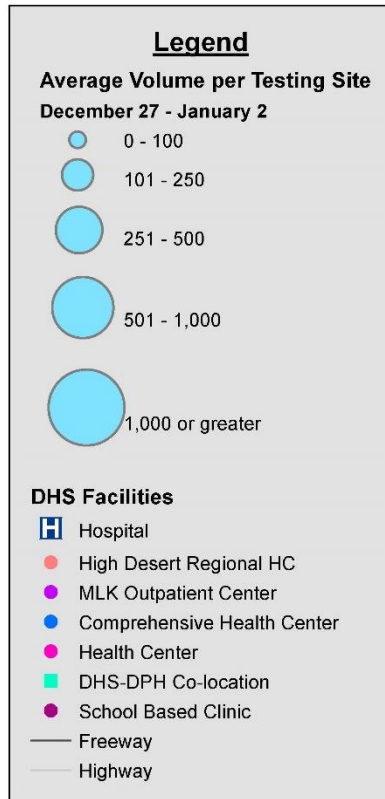 Legend
Average Volume per Testing Site
December 27 - January 2
0 - 100
101 - 250
251 - 500
501 - 1,000
1,000 or greater
DHS Facilities
H Hospital
High Desert Regional HC
MLK Outpatient Center
Comprehensive Health Center
Health Center
DHS-DPH Co-location
School Based Clinic
Freeway
Highway